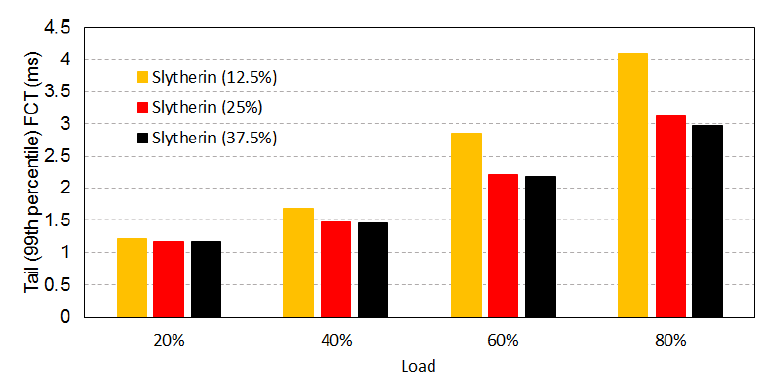 4.5
4
3.5
3
2.5
2
1.5
1
0.5
0
Tail (99th percentile) FCT (ms)
Slytherin (12.5%)
Slytherin (25%)
Slytherin (37.5%)
20% 40% 60% 80%
Load